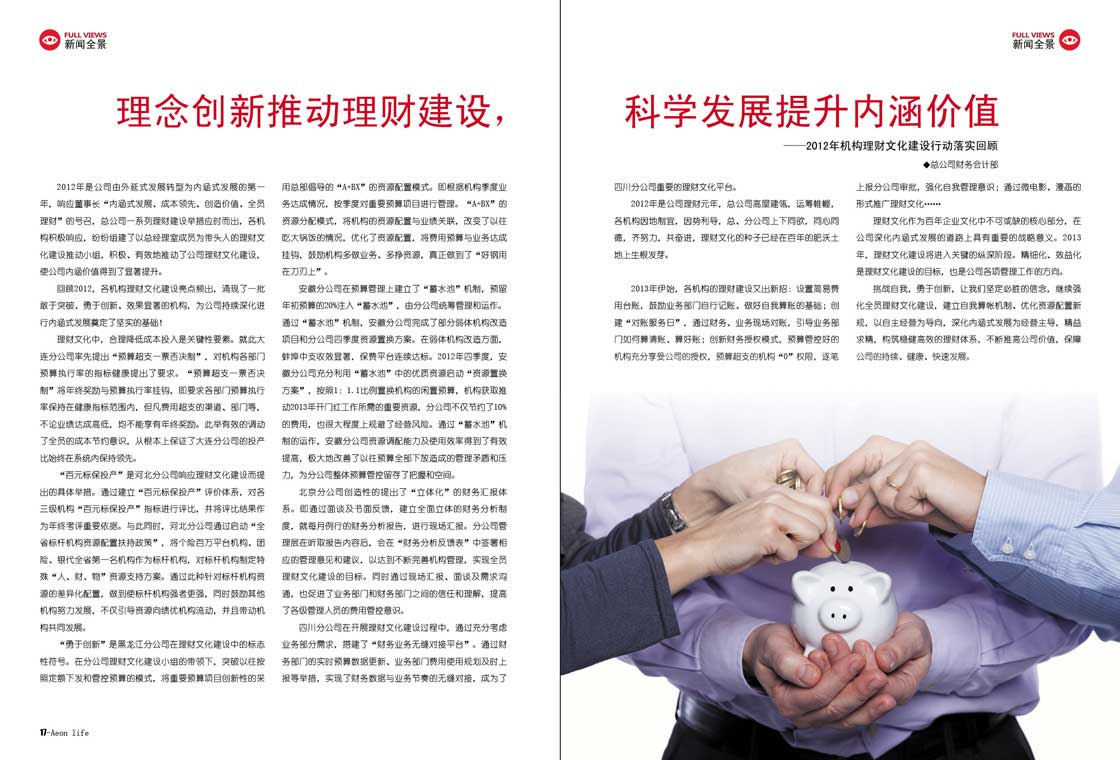 FULL VIEWS
新闻全景
理念创新推动理财建设，
2012年是公司由外延式发展转型为内涵式发展的第一
年，响应董事长“内涵式发展、成本领先、创造价值、全员
理财”的号召，总公司一系列理财建设举措应时而出，各机
构积极响应，纷纷组建了以总经理室成员为带头人的理财文
化建设推动小组，积极、有效地推动了公司理财文化建设，
使公司内涵价值得到了显著提升。
回顾2012，各机构理财文化建设亮点频出，涌现了一批
敢于突破、勇于创新、效果显著的机构，为公司持续深化进
行内涵式发展奠定了坚实的基础！
理财文化中，合理降低成本投入是关键性要素。就此大
连分公司率先提出“预算超支一票否决制”，对机构各部门
预算执行率的指标健康提出了要求。“预算超支一票否决
制”将年终奖励与预算执行率挂钩，即要求各部门预算执行
率保持在健康指标范围内，但凡费用超支的渠道、部门等，
不论业绩达成高低，均不能享有年终奖励。此举有效的调动
了全员的成本节约意识，从根本上保证了大连分公司的投产
比始终在系统内保持领先。
“百元标保投产”是河北分公司响应理财文化建设而提
出的具体举措。通过建立“百元标保投产”评价体系，对各
三级机构“百元标保投产”指标进行评比，并将评比结果作
为年终考评重要依据。与此同时，河北分公司通过启动“全
省标杆机构资源配置扶持政策”，将个险百万平台机构、团
险、银代全省第一名机构作为标杆机构，对标杆机构制定特
殊“人、财、物”资源支持方案。通过此种针对标杆机构资
源的差异化配置，做到使标杆机构强者更强，同时鼓励其他
机构努力发展，不仅引导资源向绩优机构流动，并且带动机
构共同发展。
“勇于创新”是黑龙江分公司在理财文化建设中的标志
性符号。在分公司理财文化建设小组的带领下，突破以往按
照定额下发和管控预算的模式，将重要预算项目创新性的采
用总部倡导的“A+BX”的资源配置模式。即根据机构季度业
务达成情况，按季度对重要预算项目进行管理。“A+BX”的
资源分配模式，将机构的资源配置与业绩关联，改变了以往
吃大锅饭的情况，优化了资源配置，将费用预算与业务达成
挂钩，鼓励机构多做业务、多挣资源，真正做到了“好钢用
在刀刃上”。
安徽分公司在预算管理上建立了“蓄水池”机制，预留
年初预算的20%注入“蓄水池”，由分公司统筹管理和运作。
通过“蓄水池”机制，安徽分公司完成了部分弱体机构改造
项目和分公司四季度资源置换方案。在弱体机构改造方面，
蚌埠中支收效显著，保费平台连续达标。2012年四季度，安
徽分公司充分利用“蓄水池”中的优质资源启动“资源置换
方案”，按照1：1.1比例置换机构的闲置预算，机构获取推
动2013年开门红工作所需的重要资源，分公司不仅节约了10%
的费用，也很大程度上规避了经营风险。通过“蓄水池”机
制的运作，安徽分公司资源调配能力及使用效率得到了有效
提高，极大地改善了以往预算全部下放造成的管理矛盾和压
力，为分公司整体预算管控留存了把握和空间。
北京分公司创造性的提出了“立体化”的财务汇报体
系。即通过面谈及书面反馈，建立全面立体的财务分析制
度，就每月例行的财务分析报告，进行现场汇报。分公司管
理层在听取报告内容后，会在“财务分析反馈表”中签署相
应的管理意见和建议，以达到不断完善机构管理，实现全员
理财文化建设的目标。同时通过现场汇报、面谈及需求沟
通，也促进了业务部门和财务部门之间的信任和理解，提高
了各级管理人员的费用管控意识。
四川分公司在开展理财文化建设过程中，通过充分考虑
业务部分需求，搭建了“财务业务无缝对接平台”。通过财
务部门的实时预算数据更新、业务部门费用使用规划及时上
报等举措，实现了财务数据与业务节奏的无缝对接，成为了
17-Aeon life
FULL VIEWS
新闻全景
科学发展提升内涵价值
——2012年机构理财文化建设行动落实回顾
◆总公司财务会计部
四川分公司重要的理财文化平台。
2012年是公司理财元年，总公司高屋建瓴，运筹帷幄，
各机构因地制宜，因势利导，总、分公司上下同欲，同心同
德，齐努力，共奋进，理财文化的种子已经在百年的肥沃土
地上生根发芽。
2013年伊始，各机构的理财建设又出新招：设置简易费
用台账，鼓励业务部门自行记账、做好自我算账的基础；创
建“对账服务日”，通过财务、业务现场对账，引导业务部
门如何算清账、算好账；创新财务授权模式，预算管控好的
机构充分享受公司的授权，预算超支的机构“0”权限，逐笔
上报分公司审批，强化自我管理意识；通过微电影、漫画的
形式推广理财文化……
理财文化作为百年企业文化中不可或缺的核心部分，在
公司深化内涵式发展的道路上具有重要的战略意义。2013
年，理财文化建设将进入关键的纵深阶段。精细化、效益化
是理财文化建设的目标，也是公司各项管理工作的方向。
挑战自我，勇于创新，让我们坚定必胜的信念，继续强
化全员理财文化建设，建立自我算帐机制、优化资源配置新
规，以自主经营为导向，深化内涵式发展为经营主导，精益
求精，构筑稳健高效的理财体系，不断推高公司价值，保障
公司的持续、健康、快速发展。